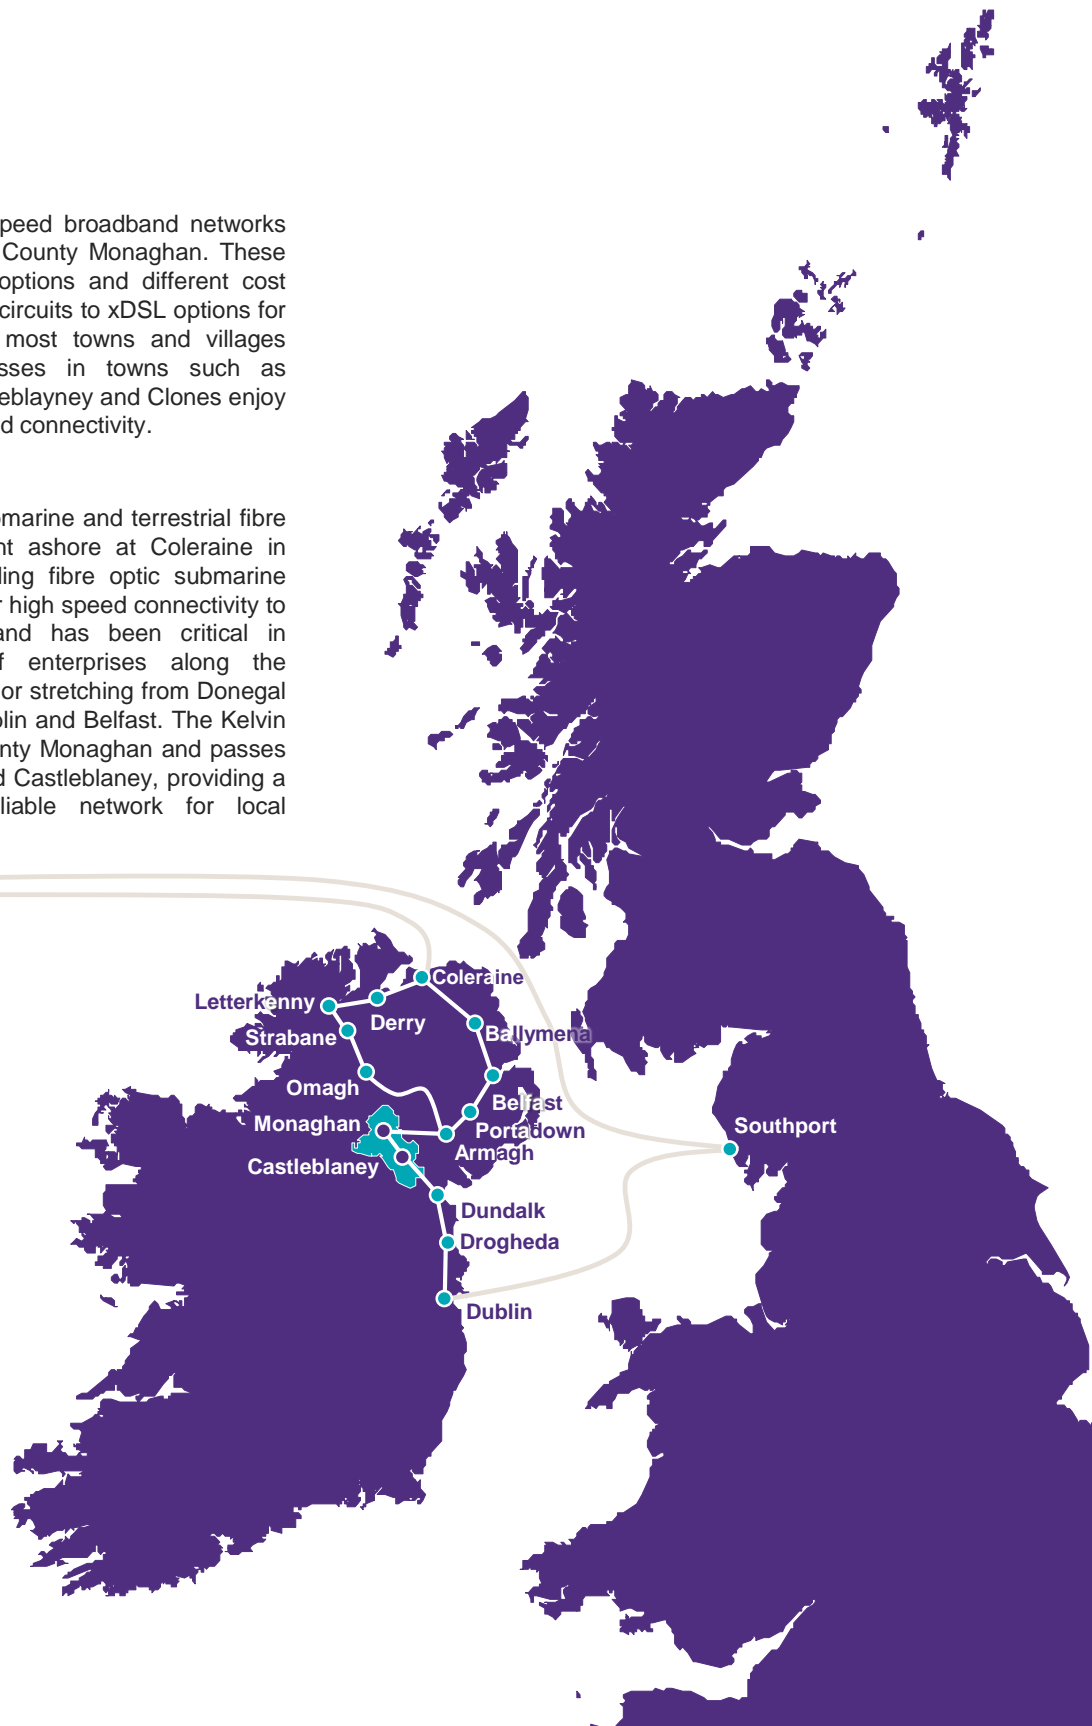 peed broadband networks
County Monaghan. These
options and different cost
circuits to xDSL options for
most towns and villages
sses in towns such as
eblayney and Clones enjoy
d connectivity.
marine and terrestrial fibre
nt ashore at Coleraine in
ding fibre optic submarine
r high speed connectivity to
and has been critical in
f enterprises along the
or stretching from Donegal
lin and Belfast. The Kelvin
nty Monaghan and passes
d Castleblaney, providing a
liable network for local
Coleraine
Letterkenny
Derry
Strabane
Ballymena
Omagh
Belfast
Monaghan
Portadown
Southport
Armagh
Castleblaney
Dundalk
Drogheda
Dublin